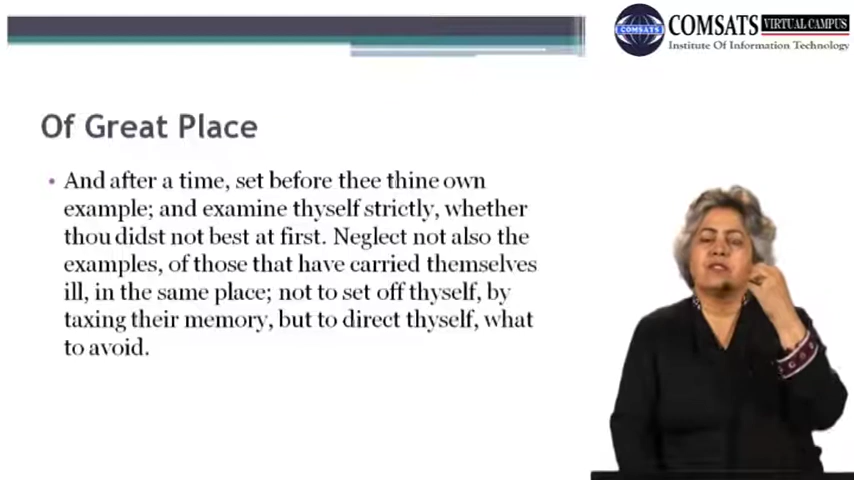 COMSATS
COMSATS VIRTUAL CAMPUS
Institute Of Information Technology
Of Great Place
• And after a time, set before thee thine own
example; and examine thyself strictly, whether
thou didst not best at first. Neglect not also the
examples, of those that have carried themselves
ill, in the same place; not to set off thyself, by
taxing their memory, but to direct thyself, what
to avoid.